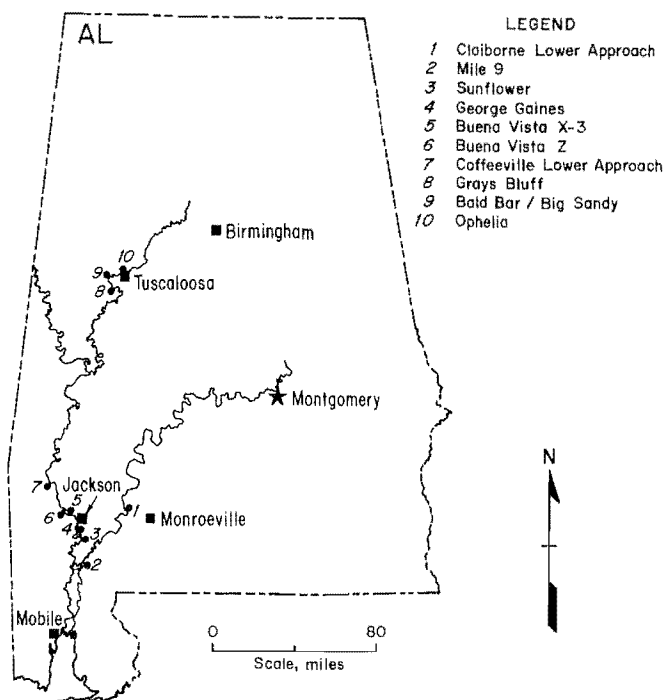 AL
LEGEND
1 Claiborne Lower Approach
2 Mile 9
3 Sunflower
4 George Gaines
5 Buena Vista X-3
6 Buena Vista Z
7 Coffeeville Lower Approach
8 Grays Bluff
9 Bald Bar / Big Sandy
10 Ophelia
Birmingham
10
9
Tuscaloosa
8
Montgomery
N
7
Jackson
5
6
1
Monroeville
4
3
2
Mobile
0 80
Scale, miles